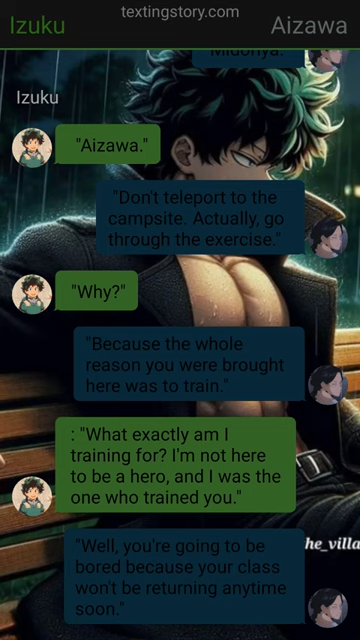 textingstory.com
Izuku
Aizawa
Midoriya.
Izuku
"Aizawa."
"Don't teleport to the
campsite. Actually, go
through the exercise."
"Why?"
"Because the whole
reason you were brought
here was to train."
: "What exactly am I
training for? I'm not here
to be a hero, and I was the
one who trained you."
he_villa
"Well, you're going to be
bored because your class
won't be returning anytime
soon."